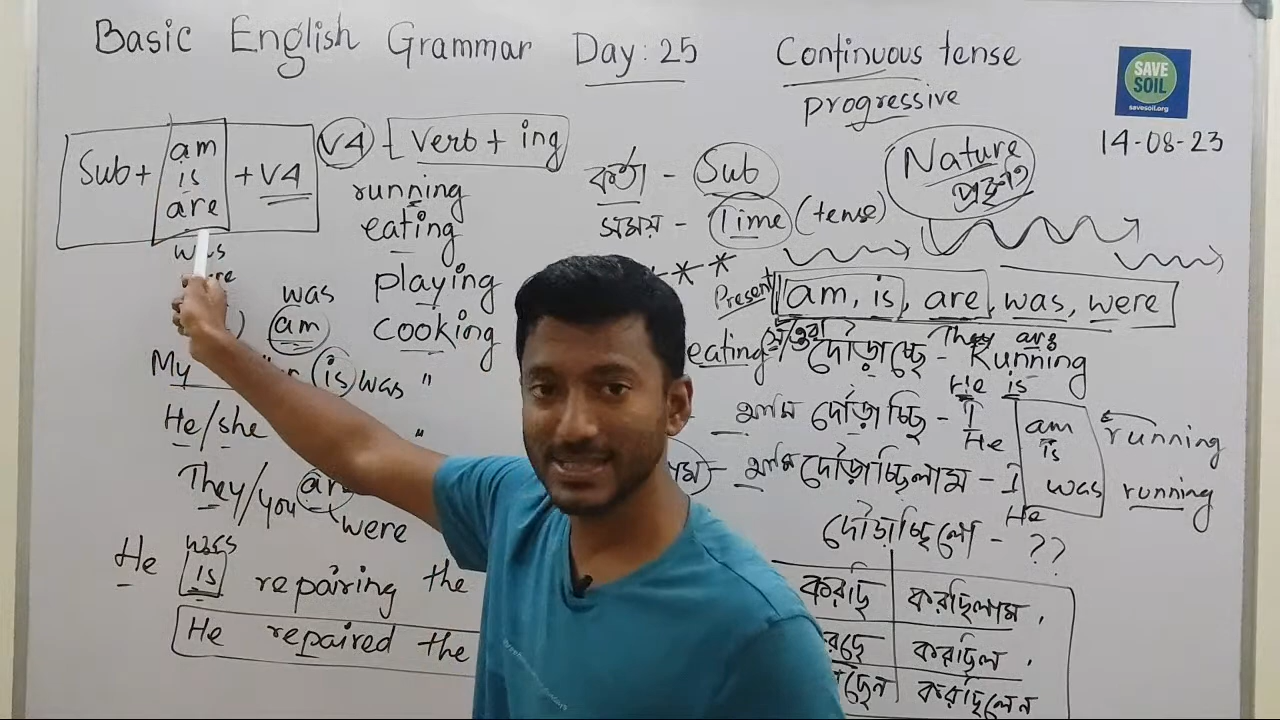 Basic English Grammar Day: 25
Continuous tense
progressive
SAVE
SOIL
savesoil.org
14-08-23
Sub + am + V4
is
are
was
V4 - [Verb + ing
running
eating
playing
cooking
কর্তা - Sub
সময় - Time (tense)
Nature
Present am, is, are, was, were
was
am
My is was "
He/she "
They/you
were
eating দৌড়াচ্ছে - Running
They are
He is
আমি দৌড়াচ্ছি - I am running
He is
আমি দৌড়াচ্ছিলাম - I was running
He
দৌড়াচ্ছিলো - ??
He is repairing the
was
He repaired the
করছি করছিলাম,
করছিল,
করছিলেন